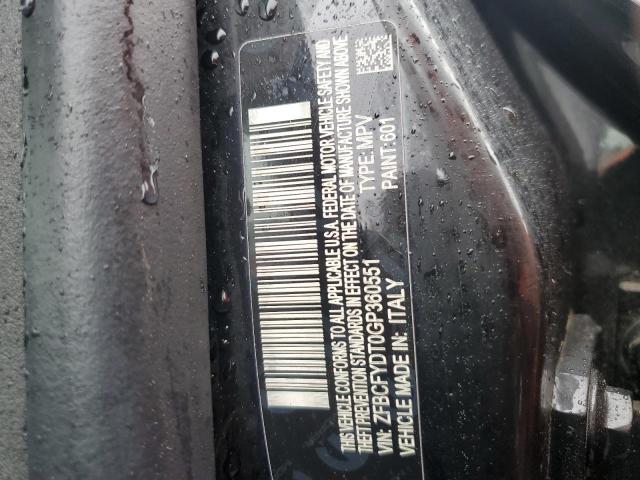 THIS VEHICLE CONFORMS TO ALL APPLICABLE U.S.A. FEDERAL MOTOR VEHICLE SAFETY AND
THEFT PREVENTION STANDARDS IN EFFECT ON THE DATE OF MANUFACTURE SHOWN ABOVE
VIN: ZFBCFYDT0GP360551 TYPE: MPV
VEHICLE MADE IN: ITALY PAINT: 601